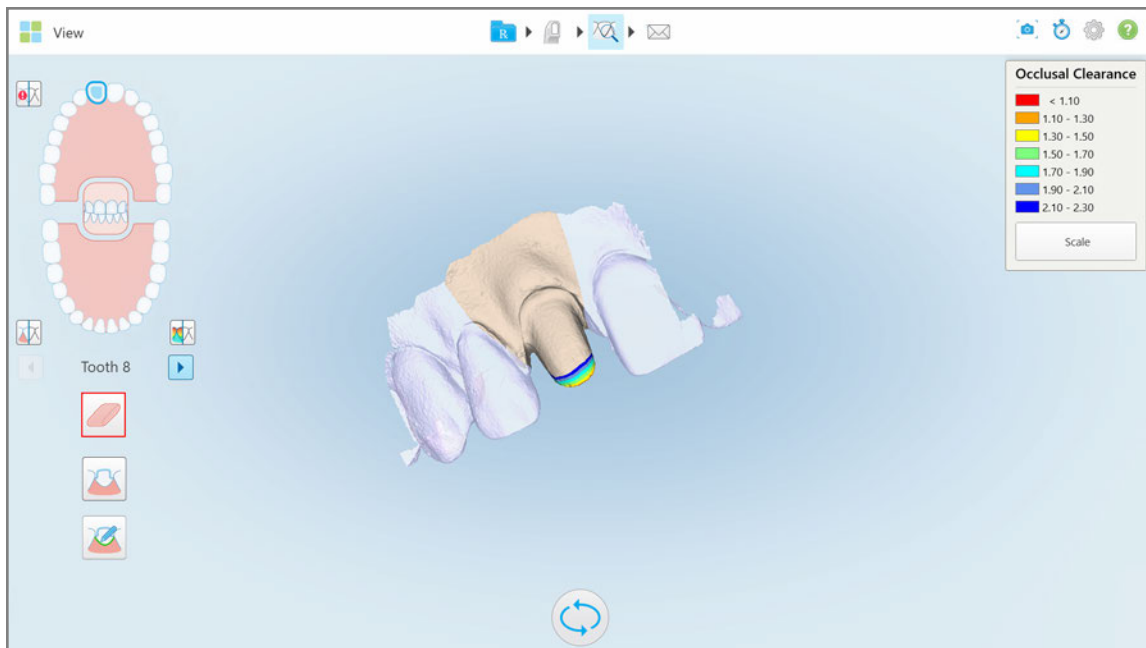 View
R
?
Occlusal Clearance
< 1.10
1.10 - 1.30
1.30 - 1.50
1.50 - 1.70
1.70 - 1.90
1.90 - 2.10
2.10 - 2.30
Scale
Tooth 8